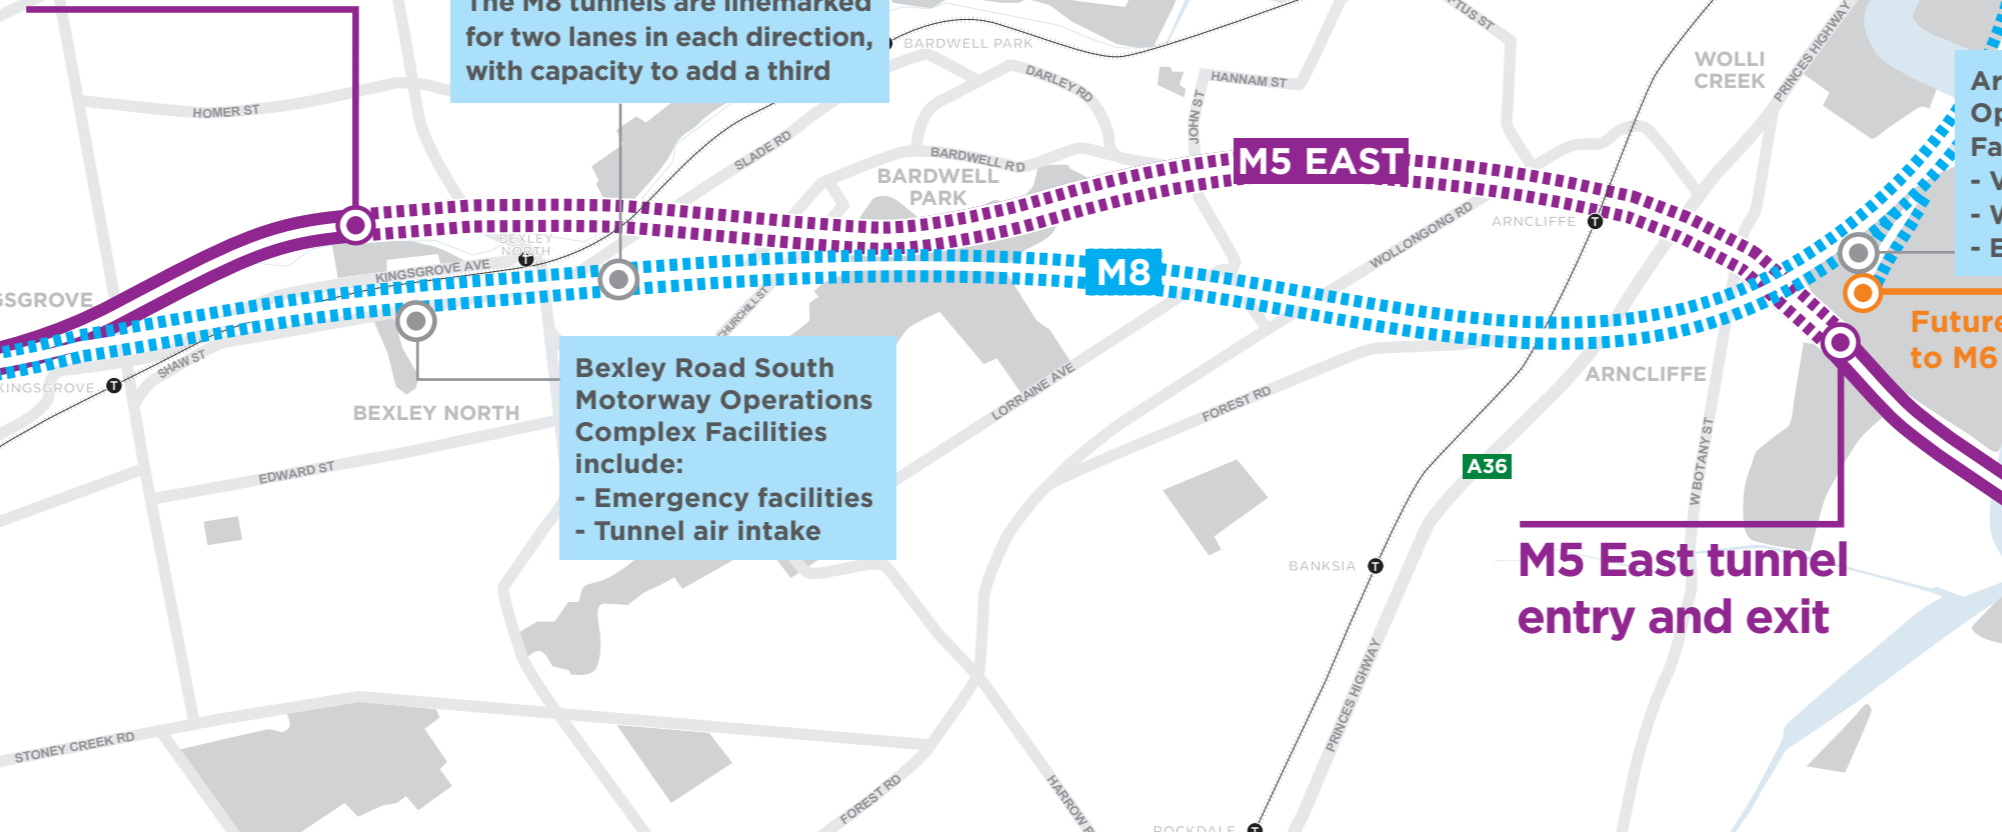 The M8 tunnels are linemarked
for two lanes in each direction,
with capacity to add a third
BARDWELL PARK
DARLEY RD
HANNAM ST
JOHN ST
WOLLI
CREEK
PRINCES HIGHWAY
HOMER ST
SLADE RD
BARDWELL RD
BARDWELL
PARK
M5 EAST
WOLLONGONG RD
ARNCLIFFE
T
BEXLEY
NORTH
T
KINGSGROVE AVE
M8
CHURCHILL ST
- E
Future
to M6
SHAW ST
T
KINGSGROVE
BEXLEY NORTH
EDWARD ST
Bexley Road South
Motorway Operations
Complex Facilities
include:
- Emergency facilities
- Tunnel air intake
LORRAINE AVE
FOREST RD
ARNCLIFFE
W BOTANY ST
A36
BANKSIA
T
M5 East tunnel
entry and exit
PRINCES HIGHWAY
STONEY CREEK RD
FOREST RD
HARROW
ROCKDALE
T